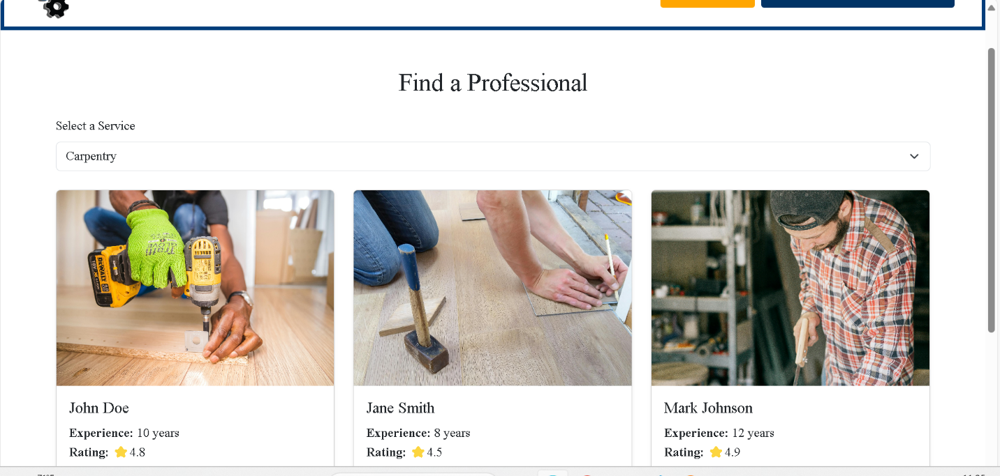 Find a Professional
Select a Service
Carpentry
DEWALT
John Doe
Experience: 10 years
Rating: ⭐ 4.8
Jane Smith
Experience: 8 years
Rating: ⭐ 4.5
Mark Johnson
Experience: 12 years
Rating: ⭐ 4.9